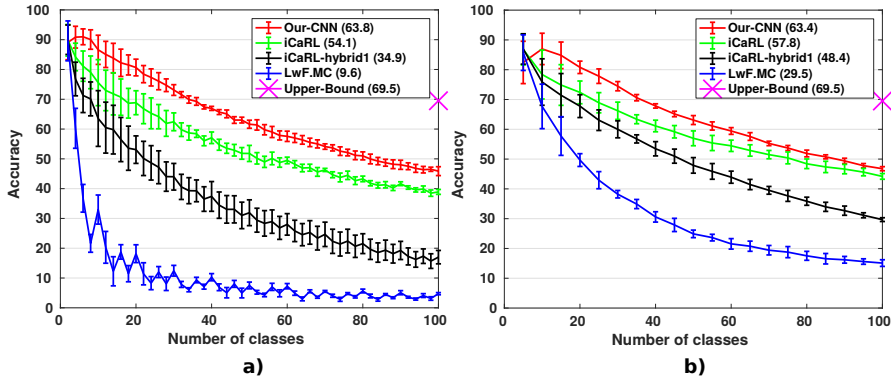 100
90
80
70
60
50
40
30
20
10
0
Accuracy
Our-CNN (63.8)
iCaRL (54.1)
iCaRL-hybrid1 (34.9)
LwF.MC (9.6)
Upper-Bound (69.5)
0 20 40 60 80 100
Number of classes
a)
100
90
80
70
60
50
40
30
20
10
0
Accuracy
Our-CNN (63.4)
iCaRL (57.8)
iCaRL-hybrid1 (48.4)
LwF.MC (29.5)
Upper-Bound (69.5)
0 20 40 60 80 100
Number of classes
b)